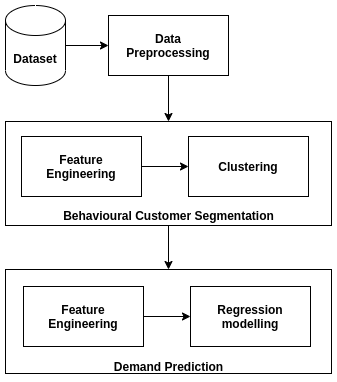 Dataset
Data
Preprocessing
Feature
Engineering
Clustering
Behavioural Customer Segmentation
Feature
Engineering
Regression
modelling
Demand Prediction